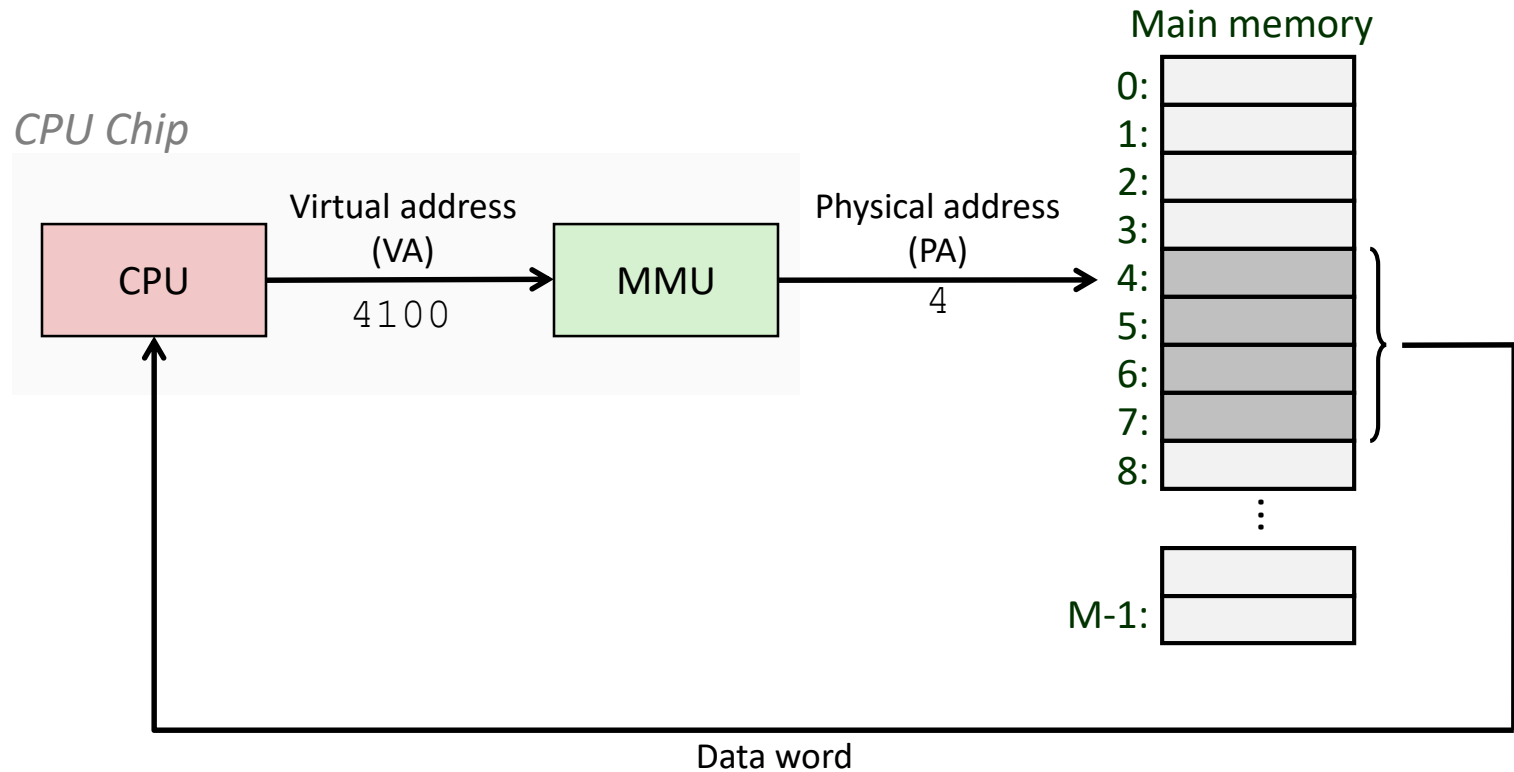 Main memory
CPU Chip
Virtual address
(VA)
4100
Physical address
(PA)
4
CPU
MMU
0:
1:
2:
3:
4:
5:
6:
7:
8:
...
M-1:
Data word